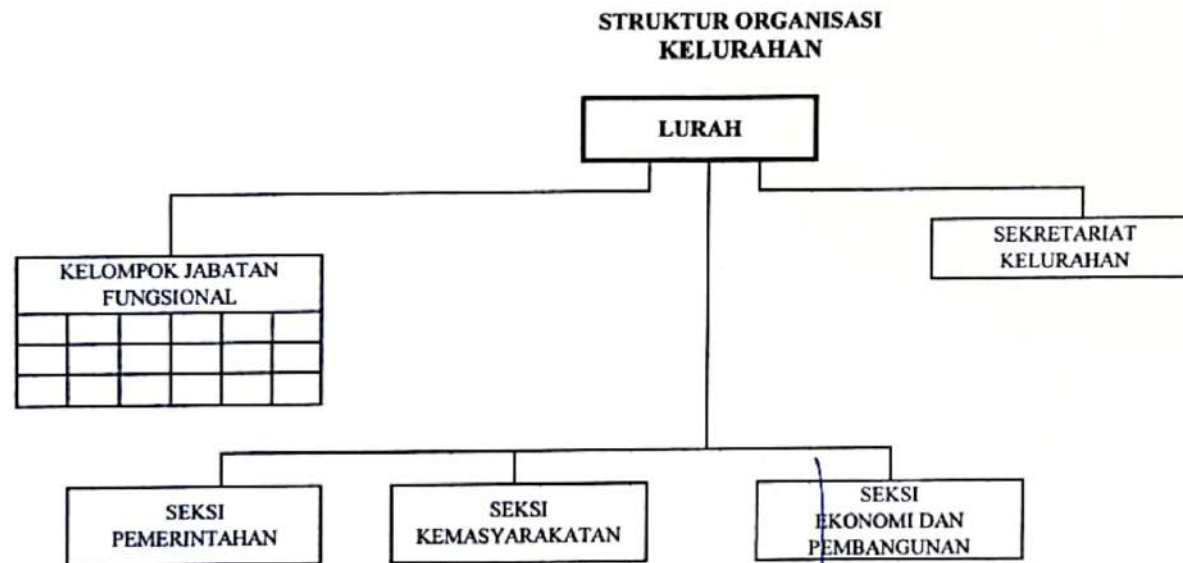 STRUKTUR ORGANISASI
KELURAHAN
LURAH
SEKRETARIAT
KELURAHAN
KELOMPOK JABATAN
FUNGSIONAL
SEKSI
PEMERINTAHAN
SEKSI
KEMASYARAKATAN
SEKSI
EKONOMI DAN
PEMBANGUNAN